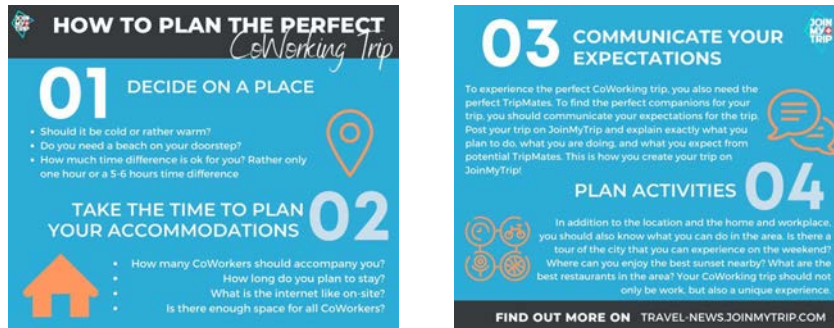 HOW TO PLAN THE PERFECT
CoWorking Trip
01 DECIDE ON A PLACE
• Should it be cold or rather warm?
• Do you need a beach on your doorstep?
• How much time difference is ok for you? Rather only
one hour or a 5-6 hours time difference
TAKE THE TIME TO PLAN
YOUR ACCOMMODATIONS 02
• How many CoWorkers should accompany you?
• How long do you plan to stay?
• What is the internet like on-site?
• Is there enough space for all CoWorkers?
JOIN
MY
TRIP
03 COMMUNICATE YOUR
EXPECTATIONS
To experience the perfect CoWorking trip, you also need the
perfect TripMates. To find the perfect companions for your
trip, you should communicate your expectations for the trip.
Post your trip on JoinMyTrip and explain exactly what you
plan to do, what you are doing, and what you expect from
potential TripMates. This is how you create your trip on
JoinMyTrip!
PLAN ACTIVITIES 04
In addition to the location and the home and workplace,
you should also know what you can do in the area. Is there a
tour of the city that you can experience on the weekend?
Where can you enjoy the best sunset nearby? What are the
best restaurants in the area? Your CoWorking trip should not
only be work, but also a unique experience.
FIND OUT MORE ON TRAVEL-NEWS.JOINMYTRIP.COM